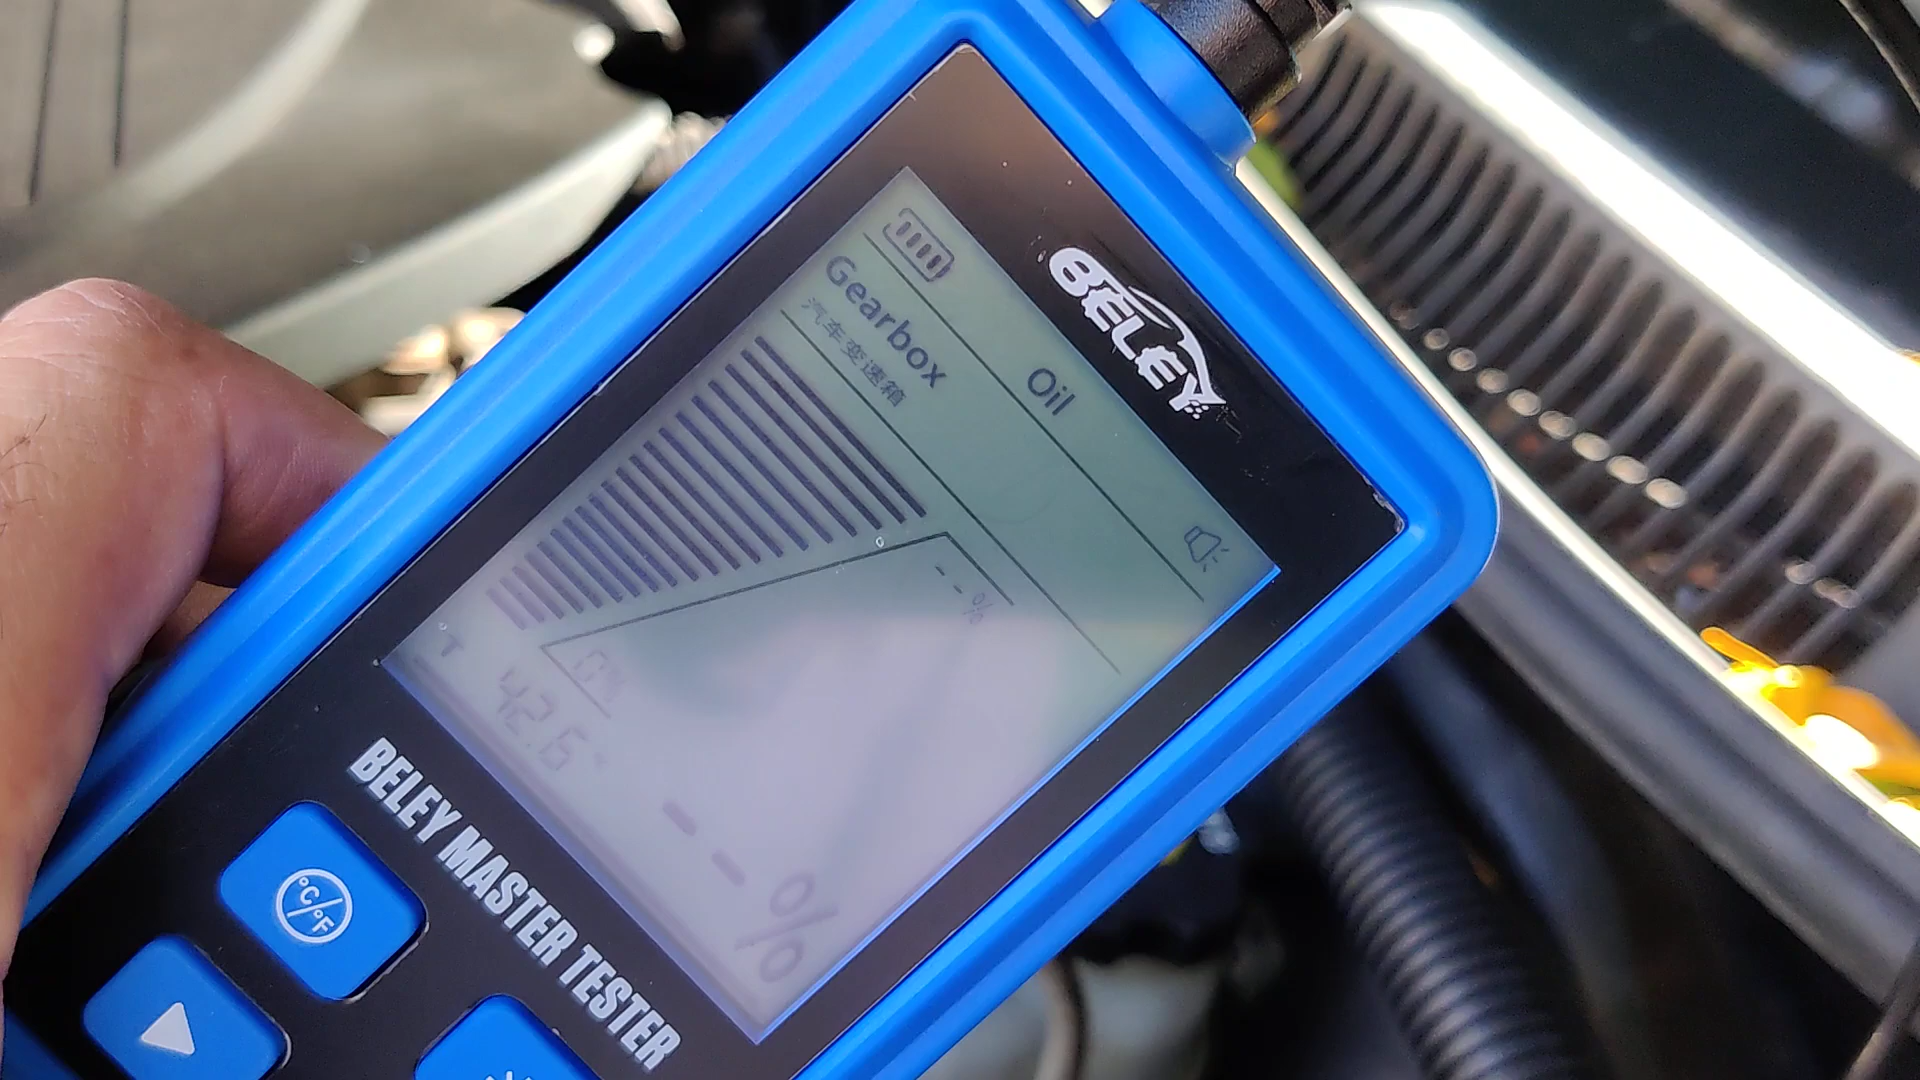 BELEY
Gearbox
Oil
汽车变速箱
--%
T
42.6
--%
BELEY MASTER TESTER
°C/°F